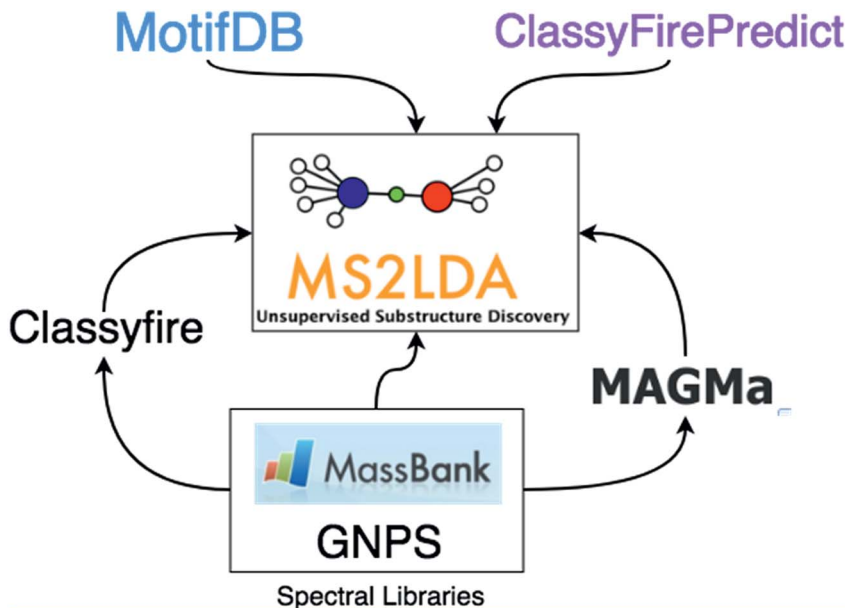 MotifDB
ClassyFirePredict
MS2LDA
Unsupervised Substructure Discovery
Classyfire
MAGMa
MassBank
GNPS
Spectral Libraries